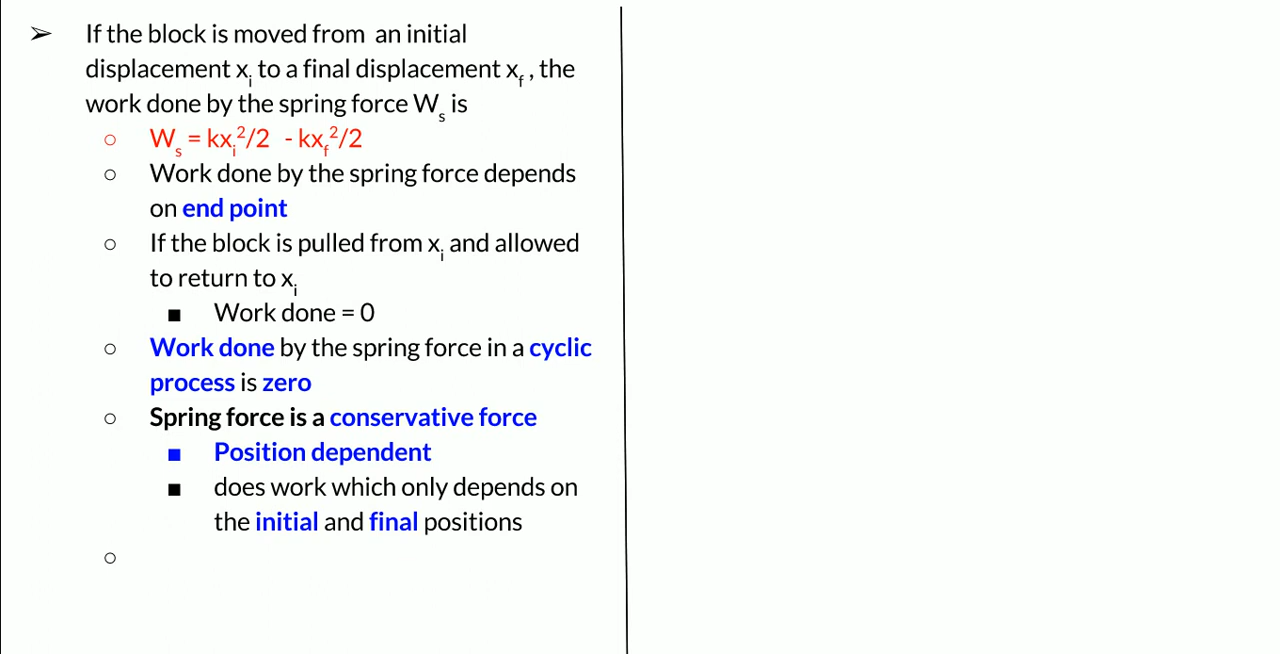 ➢ If the block is moved from an initial
displacement xᵢ to a final displacement x_f , the
work done by the spring force Wₛ is
○ Wₛ = kxᵢ²/2 - kx_f²/2
○ Work done by the spring force depends
on end point
○ If the block is pulled from xᵢ and allowed
to return to xᵢ
■ Work done = 0
○ Work done by the spring force in a cyclic
process is zero
○ Spring force is a conservative force
■ Position dependent
■ does work which only depends on
the initial and final positions
○